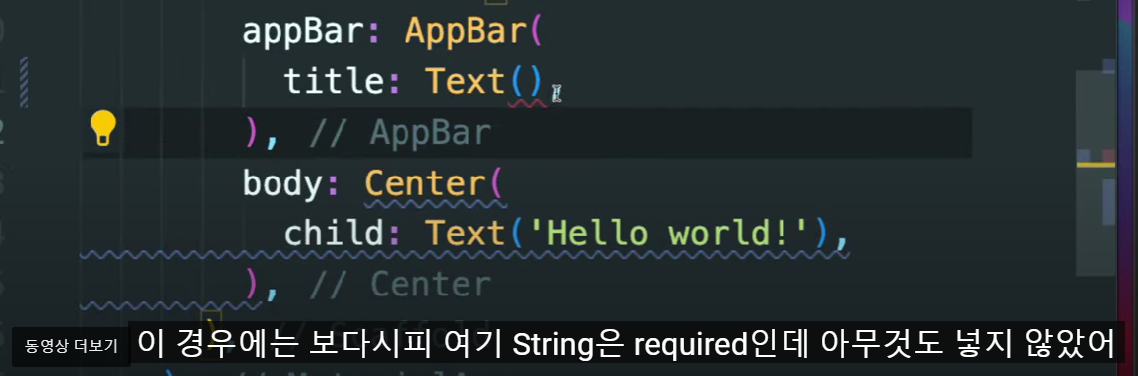 appBar: AppBar(
title: Text(),
), // AppBar
body: Center(
child: Text('Hello world!'),
), // Center
동영상 더보기
이 경우에는 보다시피 여기 String은 required인데 아무것도 넣지 않았어